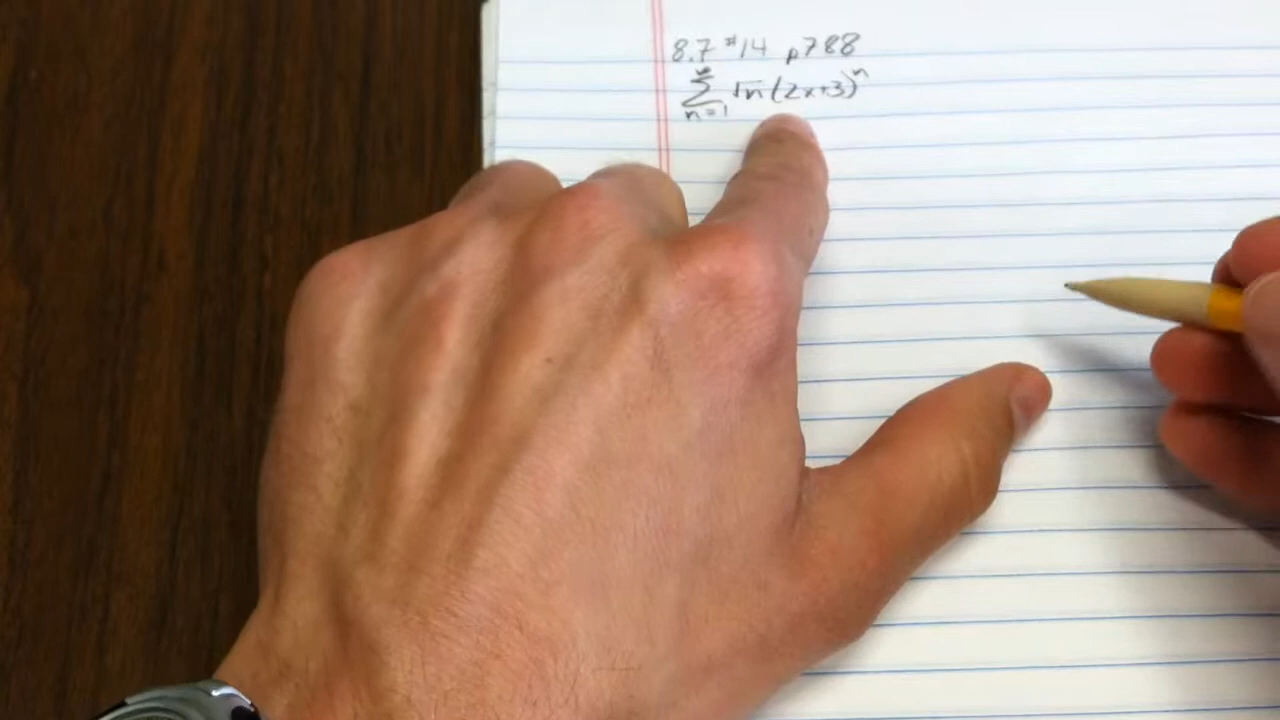 8.7 #14 p788
∞
∑ √n (2x+3)^n
n=1